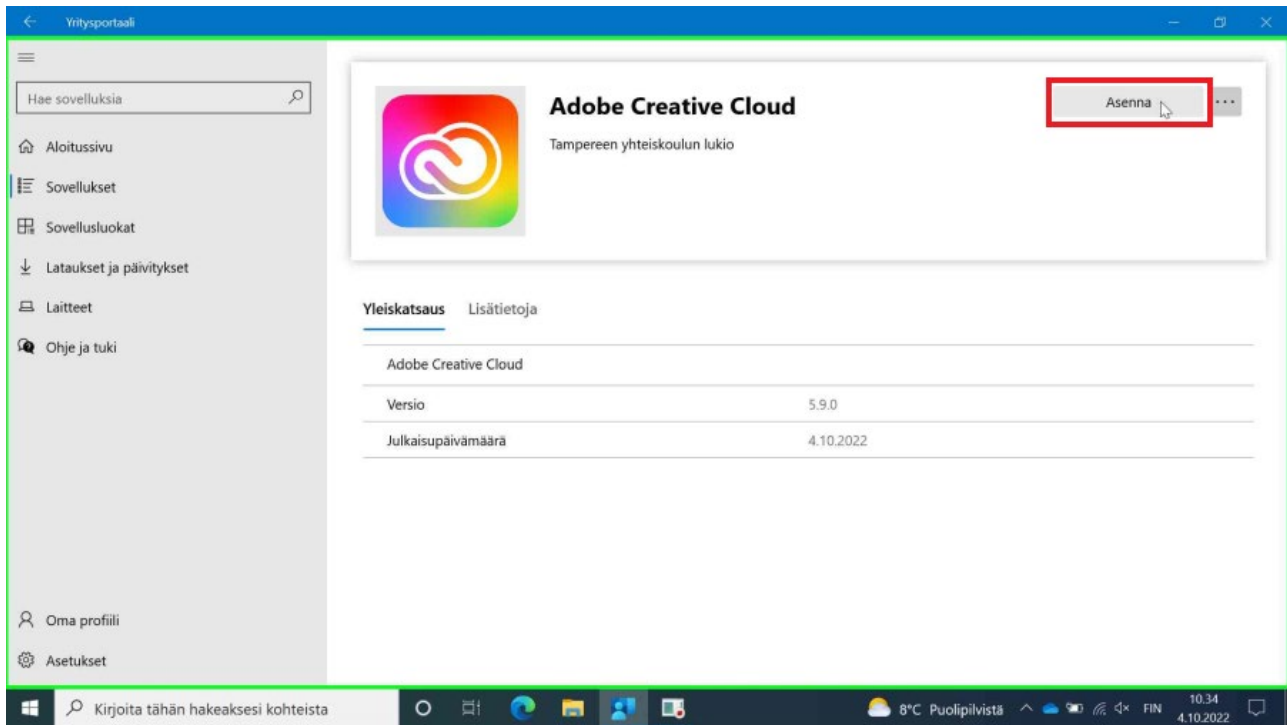 Yritysportaali
Hae sovelluksia
Aloitussivu
Sovellukset
Sovellusluokat
Lataukset ja päivitykset
Laitteet
Ohje ja tuki
Oma profiili
Asetukset
Adobe Creative Cloud
Tampereen yhteiskoulun lukio
Asenna
Yleiskatsaus Lisätietoja
Adobe Creative Cloud
Versio 5.9.0
Julkaisupäivämäärä 4.10.2022
Kirjoita tähän hakeaksesi kohteista
8°C Puolipilvistä FIN
10.34
4.10.2022